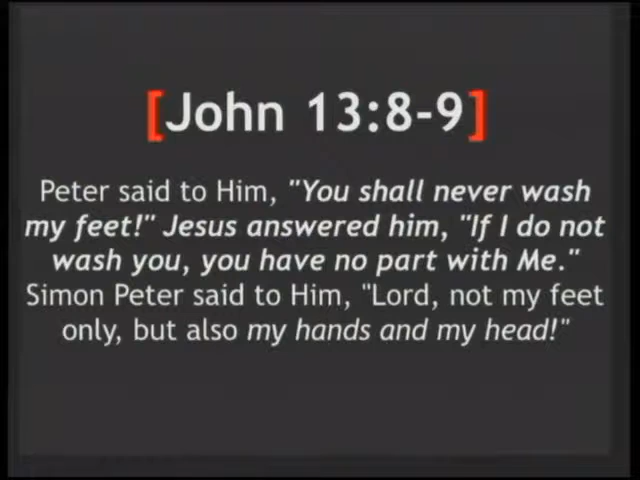 [John 13:8-9]
Peter said to Him, "You shall never wash
my feet!" Jesus answered him, "If I do not
wash you, you have no part with Me."
Simon Peter said to Him, "Lord, not my feet
only, but also my hands and my head!"